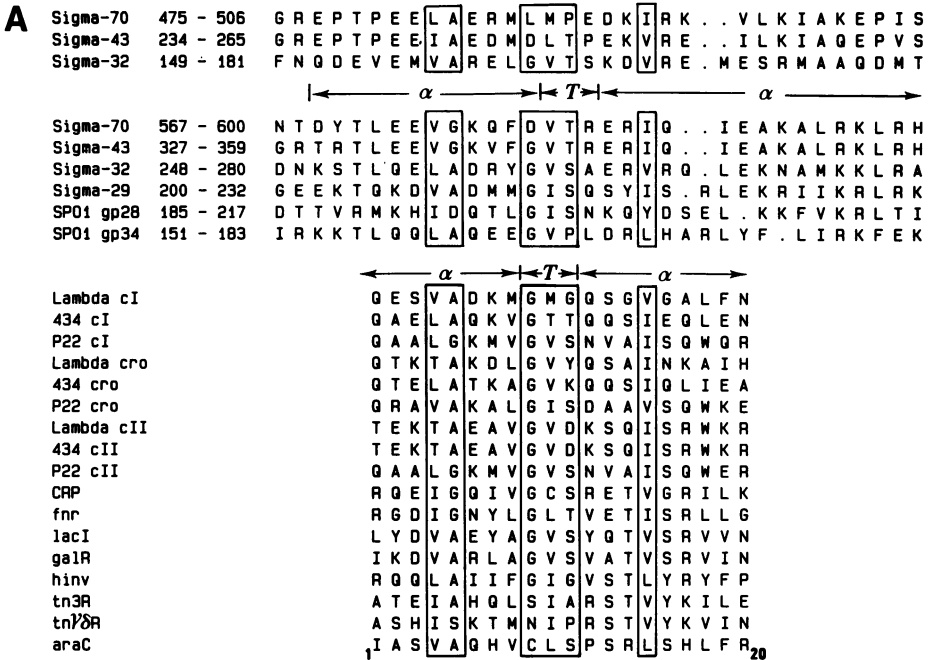 A
Sigma-70 475 - 506 G R E P T P E E L A E R M L M P E D K I R K . . V L K I A K E P I S
Sigma-43 234 - 265 G R E P T P E E I A E D M D L T P E K V R E . . I L K I A Q E P V S
Sigma-32 149 - 181 F N Q D E V E M V A R E L G V T S K D V R E . M E S R M A A Q D M T
α T α
Sigma-70 567 - 600 N T D Y T L E E V G K Q F D V T R E R I Q . . I E A K A L R K L R H
Sigma-43 327 - 359 G R T R T L E E V G K V F G V T R E R I Q . . I E A K A L R K L R H
Sigma-32 248 - 280 D N K S T L Q E L A D R Y G V S A E R V R Q . L E K N A M K K L R A
Sigma-29 200 - 232 G E E K T Q K D V A D M M G I S Q S Y I S . R L E K R I I K R L R K
SPO1 gp28 185 - 217 D T T V R M K H I D Q T L G I S N K Q Y D S E L . K K F V K R L T I
SPO1 gp34 151 - 183 I R K K T L Q Q L A Q E E G V P L D R L H A R L Y F . L I R K F E K
α T α
Lambda cI Q E S V A D K M G M G Q S G V G A L F N
434 cI Q A E L A Q K V G T T Q Q S I E Q L E N
P22 cI Q A A L G K M V G V S N V A I S Q W Q R
Lambda cro Q T K T A K D L G V Y Q S A I N K A I H
434 cro Q T E L A T K A G V K Q Q S I Q L I E A
P22 cro Q R A V A K A L G I S D A A V S Q W K E
Lambda cII T E K T A E A V G V D K S Q I S R W K R
434 cII T E K T A E A V G V D K S Q I S R W K R
P22 cII Q A A L G K M V G V S N V A I S Q W E R
CRP R Q E I G Q I V G C S R E T V G R I L K
fnr R G D I G N Y L G L T V E T I S R L L G
lacI L Y D V A E Y A G V S Y Q T V S R V V N
galR I K D V A R L A G V S V A T V S R V I N
hinv R Q Q L A I I F G I G V S T L Y R Y F P
tn3R A T E I A H Q L S I A R S T V Y K I L E
tnγδR A S H I S K T M N I P R S T V Y K V I N
araC 1 I A S V A Q H V C L S P S R L S H L F R 20